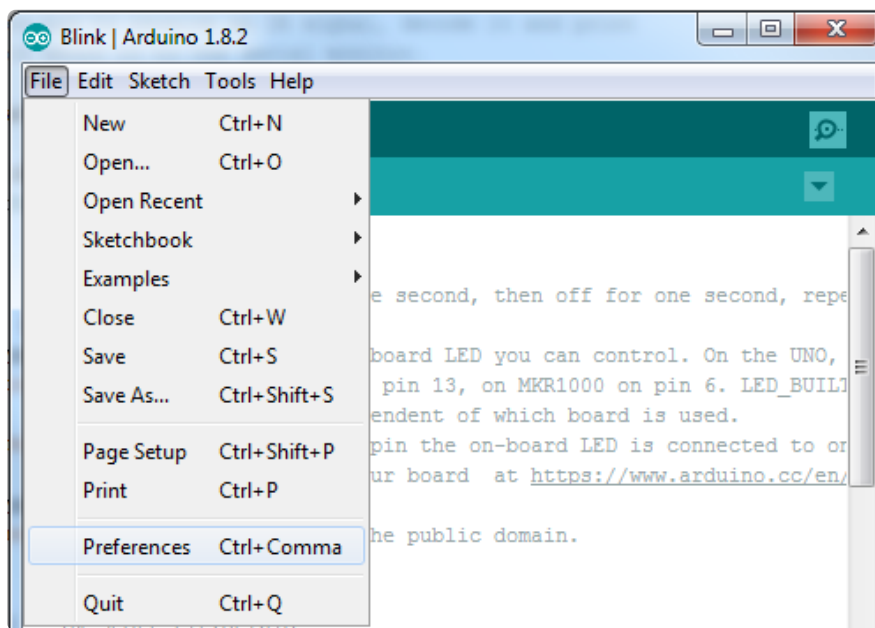 Blink | Arduino 1.8.2
File Edit Sketch Tools Help
New Ctrl+N
Open... Ctrl+O
Open Recent
Sketchbook
Examples
Close Ctrl+W
Save Ctrl+S
Save As... Ctrl+Shift+S
Page Setup Ctrl+Shift+P
Print Ctrl+P
Preferences Ctrl+Comma
Quit Ctrl+Q
e second, then off for one second, repe
board LED you can control. On the UNO,
pin 13, on MKR1000 on pin 6. LED_BUILT
endent of which board is used.
pin the on-board LED is connected to on
ur board at https://www.arduino.cc/en/
he public domain.